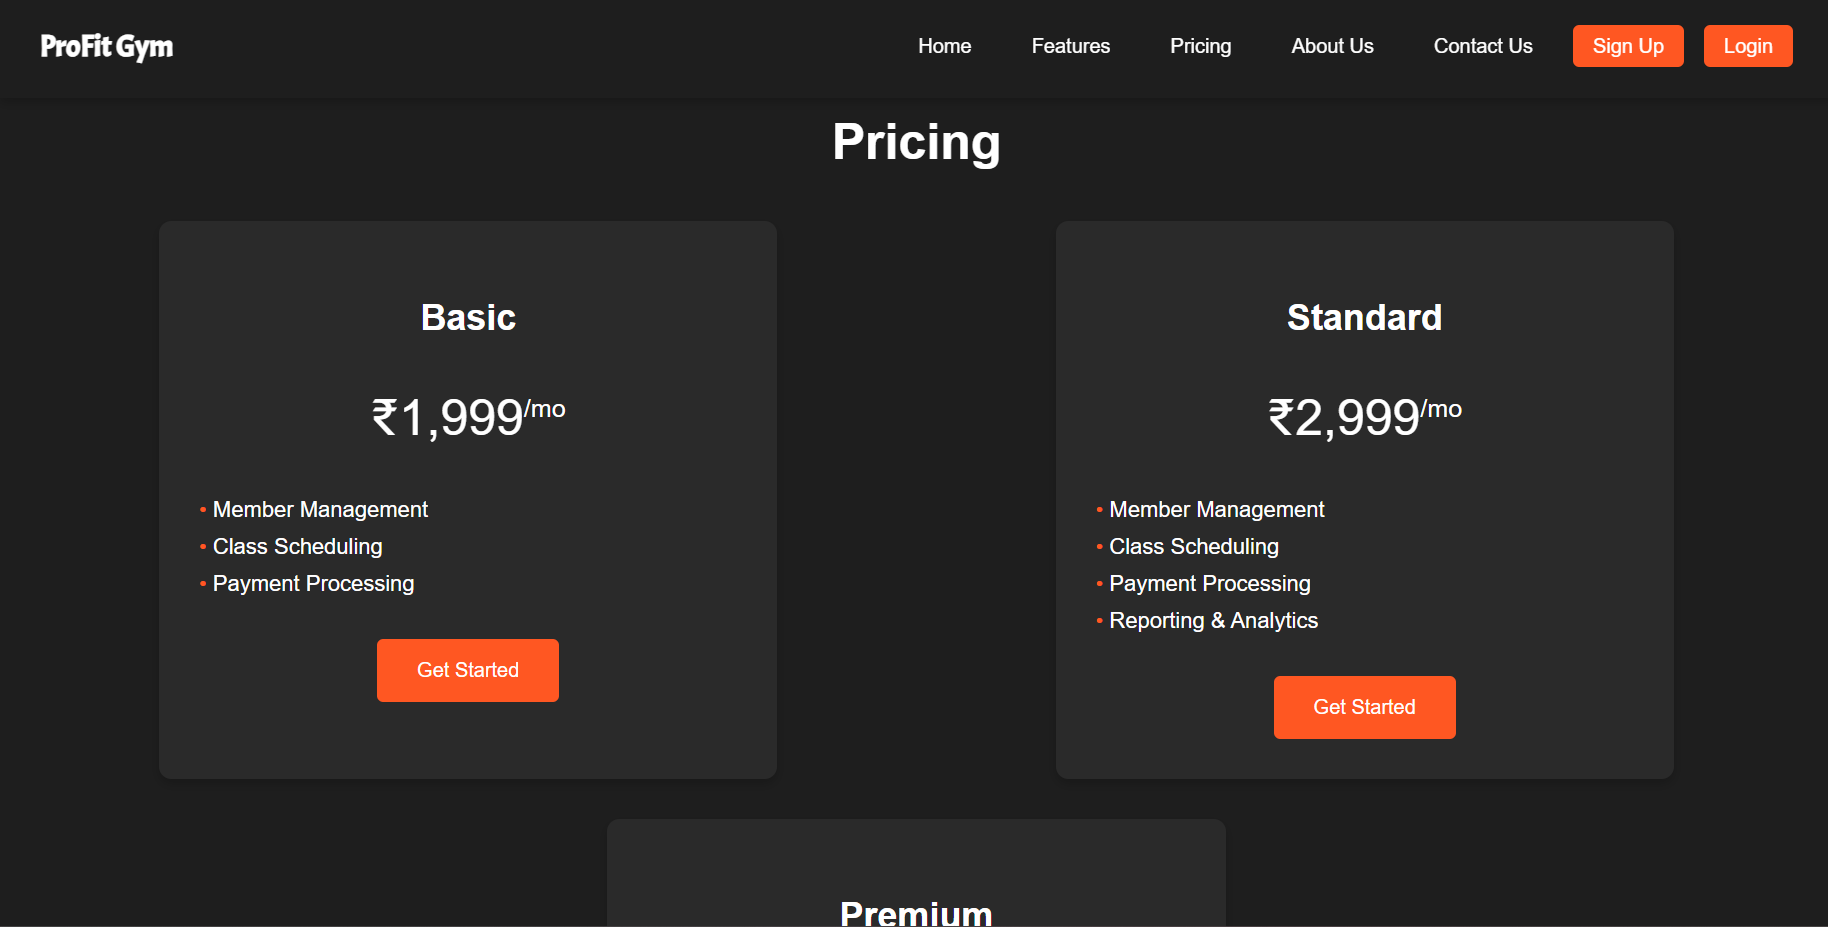 ProFit Gym
Home Features Pricing About Us Contact Us Sign Up Login
Pricing
Basic
₹1,999/mo
• Member Management
• Class Scheduling
• Payment Processing
Get Started
Standard
₹2,999/mo
• Member Management
• Class Scheduling
• Payment Processing
• Reporting & Analytics
Get Started
Premium